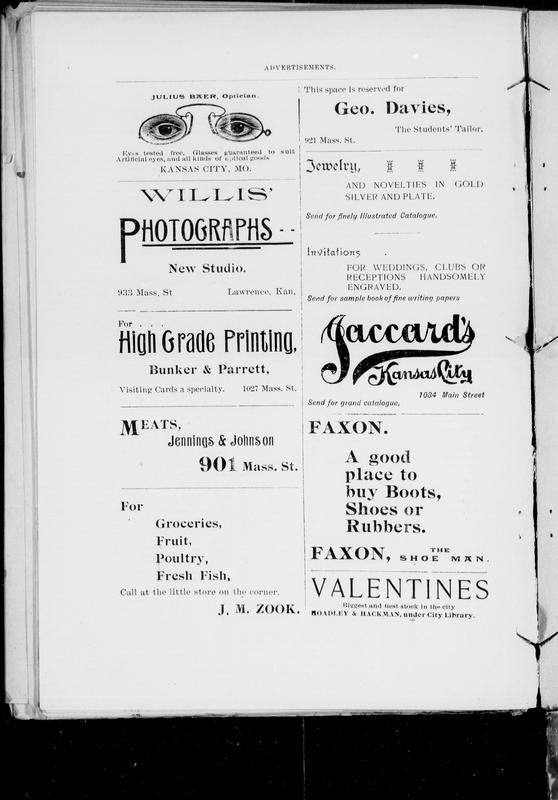 ADVERTISEMENTS.
JULIUS BAER, Optician.
Eyes tested free, Glasses guaranteed to suit
Artificial eyes, and all kinds of optical goods
KANSAS CITY, MO.
WILLIS'
PHOTOGRAPHS --
New Studio.
933 Mass. St Lawrence, Kan,
For . . .
High Grade Printing,
Bunker & Parrett,
Visiting Cards a specialty. 1027 Mass. St.
MEATS,
Jennings & Johnson
901 Mass. St.
For
Groceries,
Fruit,
Poultry,
Fresh Fish,
Call at the little store on the corner.
J. M. ZOOK.
This space is reserved for
Geo. Davies,
The Students' Tailor.
921 Mass. St.
Jewelry,
AND NOVELTIES IN GOLD
SILVER AND PLATE.
Send for finely Illustrated Catalogue.
Invitations
FOR WEDDINGS, CLUBS OR
RECEPTIONS HANDSOMELY
ENGRAVED.
Send for sample book of fine writing papers
Jaccard's
Kansas City
1034 Main Street
Send for grand catalogue,
FAXON.
A good
place to
buy Boots,
Shoes or
Rubbers.
FAXON, THE SHOE MAN.
VALENTINES
Biggest and best stock in the city
HOADLEY & HACKMAN, under City Library.